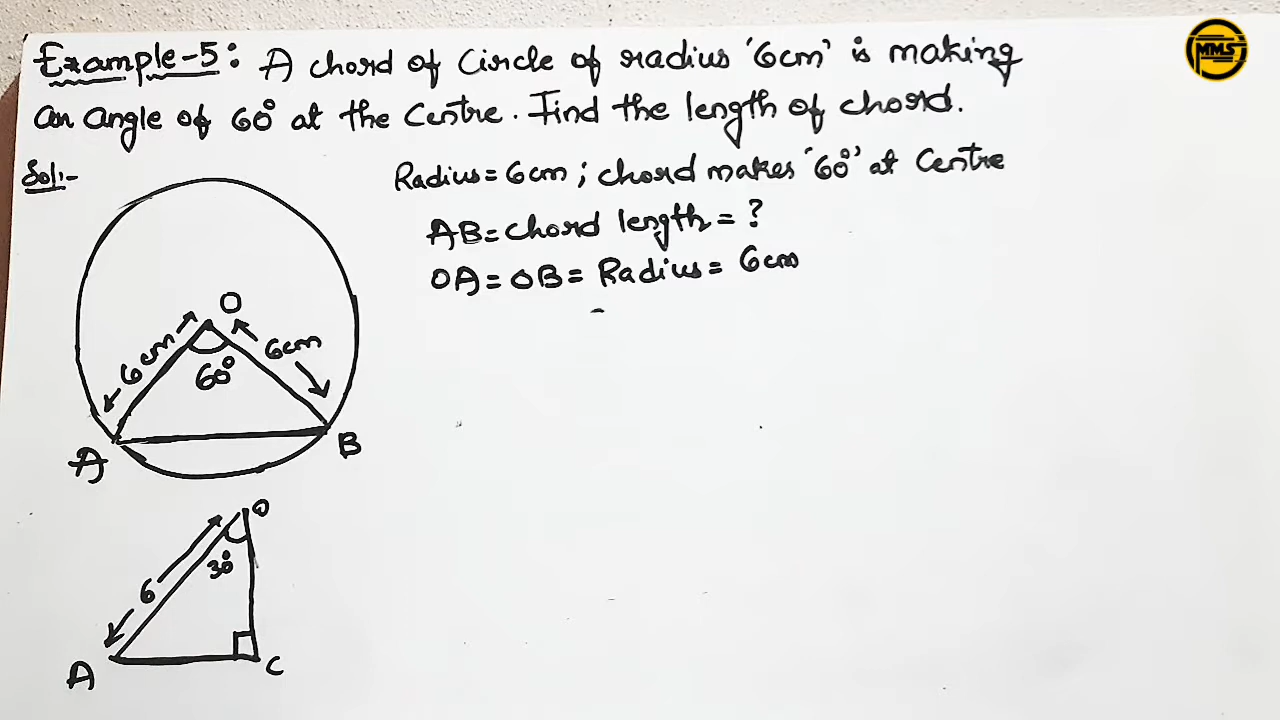 Example-5: A chord of circle of radius '6cm' is making
an angle of 60° at the centre. Find the length of chord.
Sol:-
Radius = 6cm ; chord makes '60°' at centre
AB = chord length = ?
OA = OB = Radius = 6cm
O
6cm
6cm
60°
A
B
O
30°
6
A
C
MMS